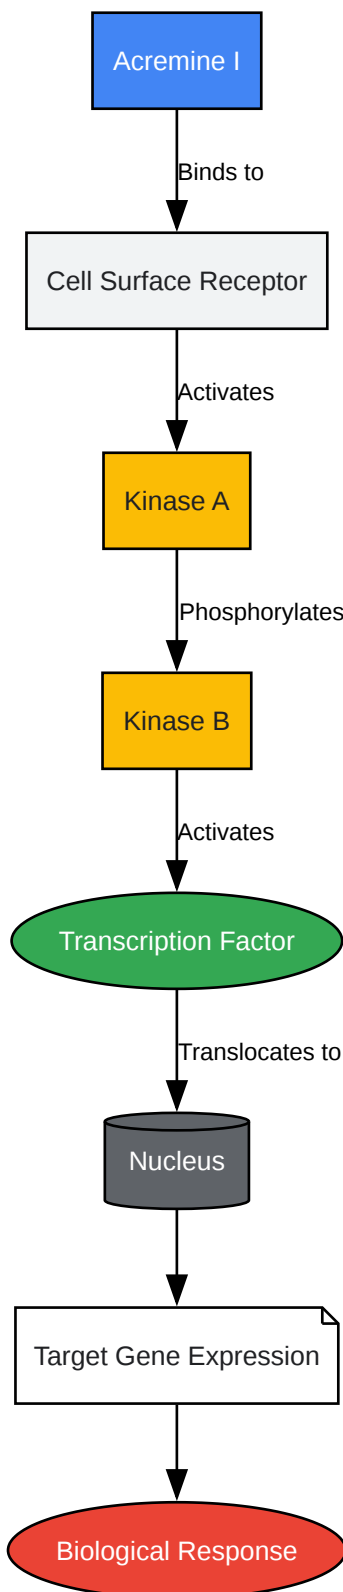 Acremine I
Binds to
Cell Surface Receptor
Activates
Kinase A
Phosphorylates
Kinase B
Activates
Transcription Factor
Translocates to
Nucleus
Target Gene Expression
Biological Response